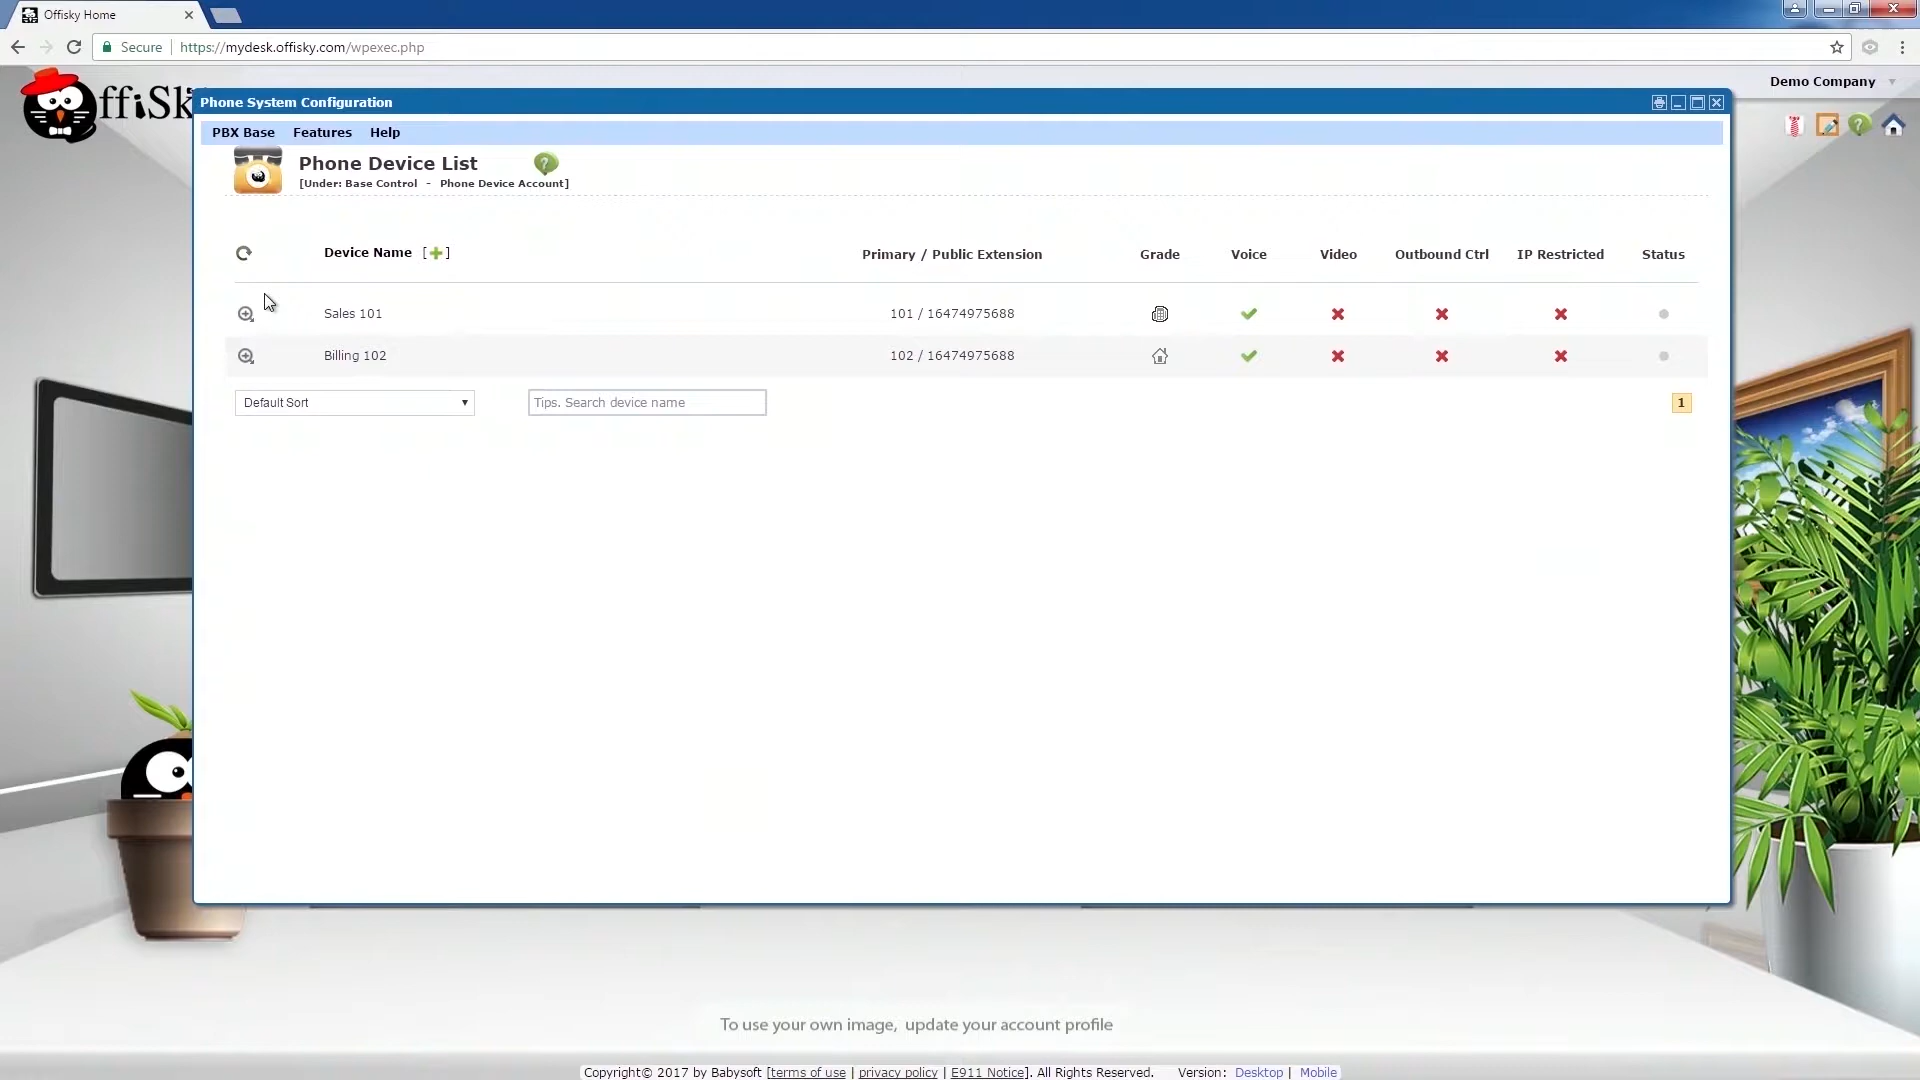 Offisky Home
Secure
https://mydesk.offisky.com/wpexec.php
Demo Company
ffiSk
Phone System Configuration
PBX Base
Features
Help
Phone Device List
[Under: Base Control - Phone Device Account]
Device Name [+]
Primary / Public Extension
Grade
Voice
Video
Outbound Ctrl
IP Restricted
Status
Sales 101
101 / 16474975688
Billing 102
102 / 16474975688
Default Sort
Tips. Search device name
1
To use your own image, update your account profile
Copyright© 2017 by Babysoft [terms of use | privacy policy | E911 Notice]. All Rights Reserved. Version: Desktop | Mobile